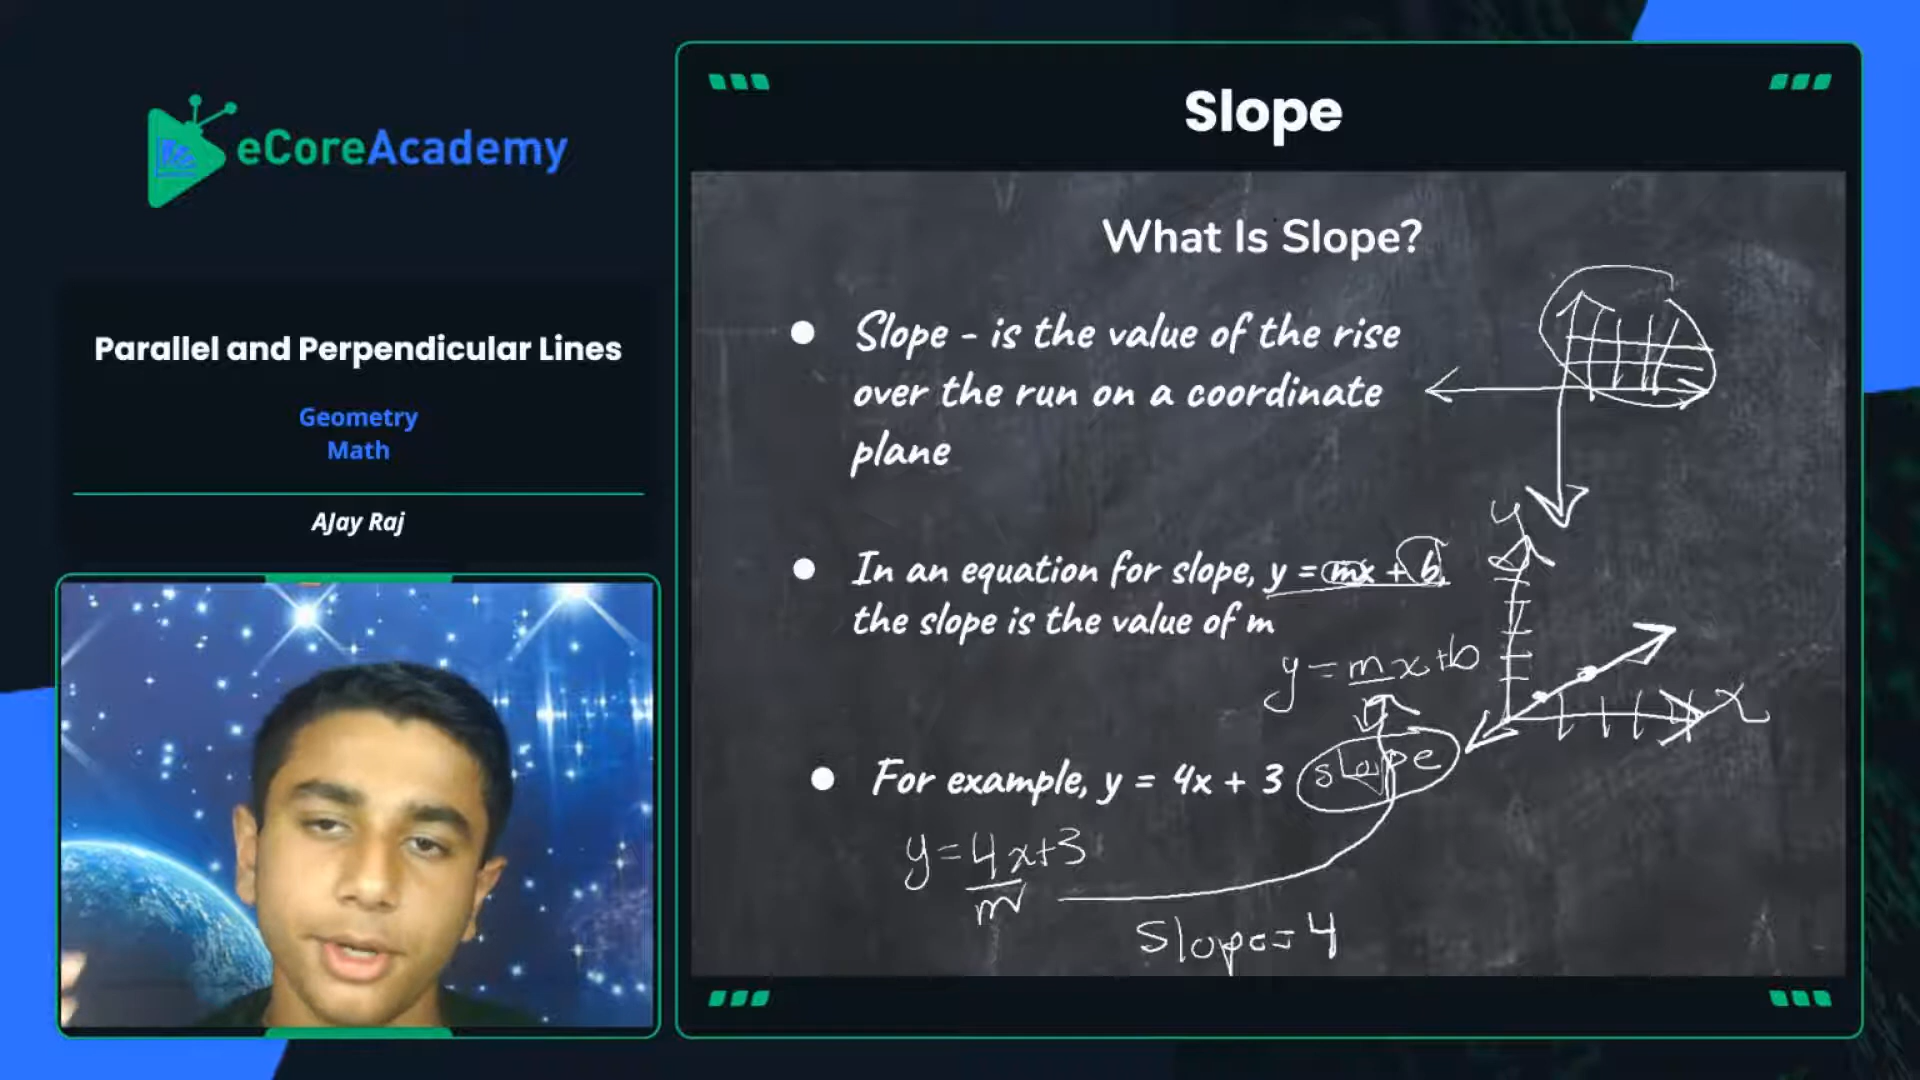 eCoreAcademy
Parallel and Perpendicular Lines
Geometry
Math
AJay Raj
Slope
What Is Slope?
Slope - is the value of the rise
over the run on a coordinate
plane
In an equation for slope, y = mx + b,
the slope is the value of m
y = mx + b
slope
For example, y = 4x + 3
y = 4x + 3
m
Slope = 4
y
x